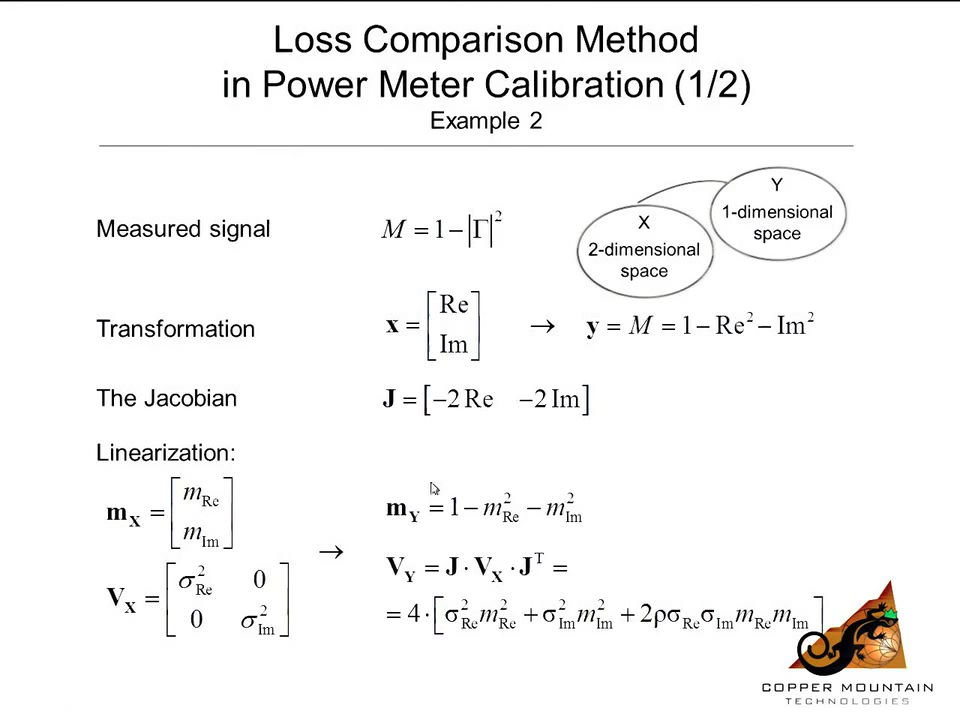 Loss Comparison Method
in Power Meter Calibration (1/2)
Example 2
Y
1-dimensional
space
X
2-dimensional
space
Measured signal M = 1 − |Γ|²
Transformation x = [Re Im] → y = M = 1 − Re² − Im²
The Jacobian J = [−2 Re −2 Im]
Linearization:
m_X = [m_Re m_Im] → m_Y = 1 − m²_Re − m²_Im
V_X = [σ²_Re 0 0 σ²_Im] V_Y = J · V_X · J^T =
= 4 · [σ²_Re m²_Re + σ²_Im m²_Im + 2ρσ_Re σ_Im m_Re m_Im]
COPPER MOUNTAIN
TECHNOLOGIES